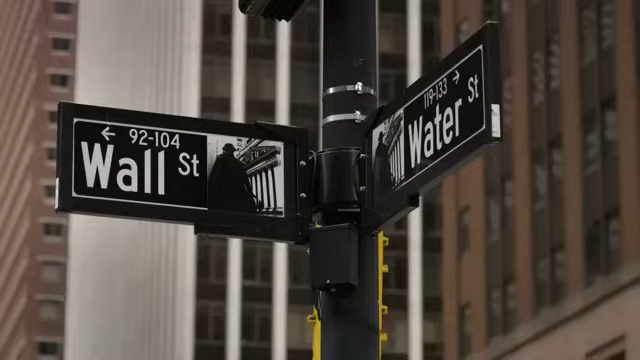 ← 92-104
Wall St
119-133 →
Water St